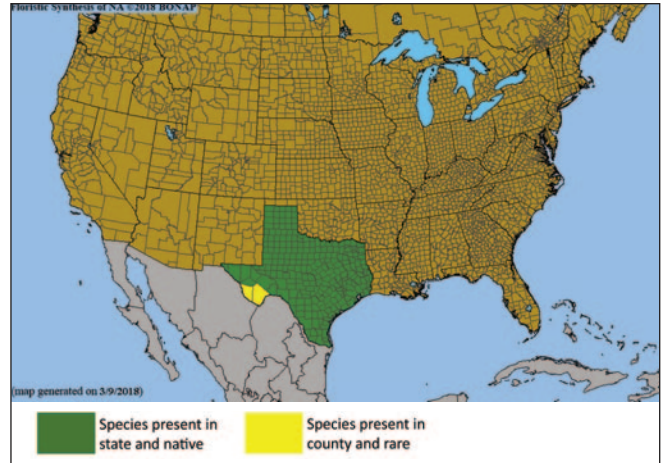 Floristic Synthesis of NA ©2018 BONAP
(map generated on 3/9/2018)
Species present in
state and native
Species present in
county and rare